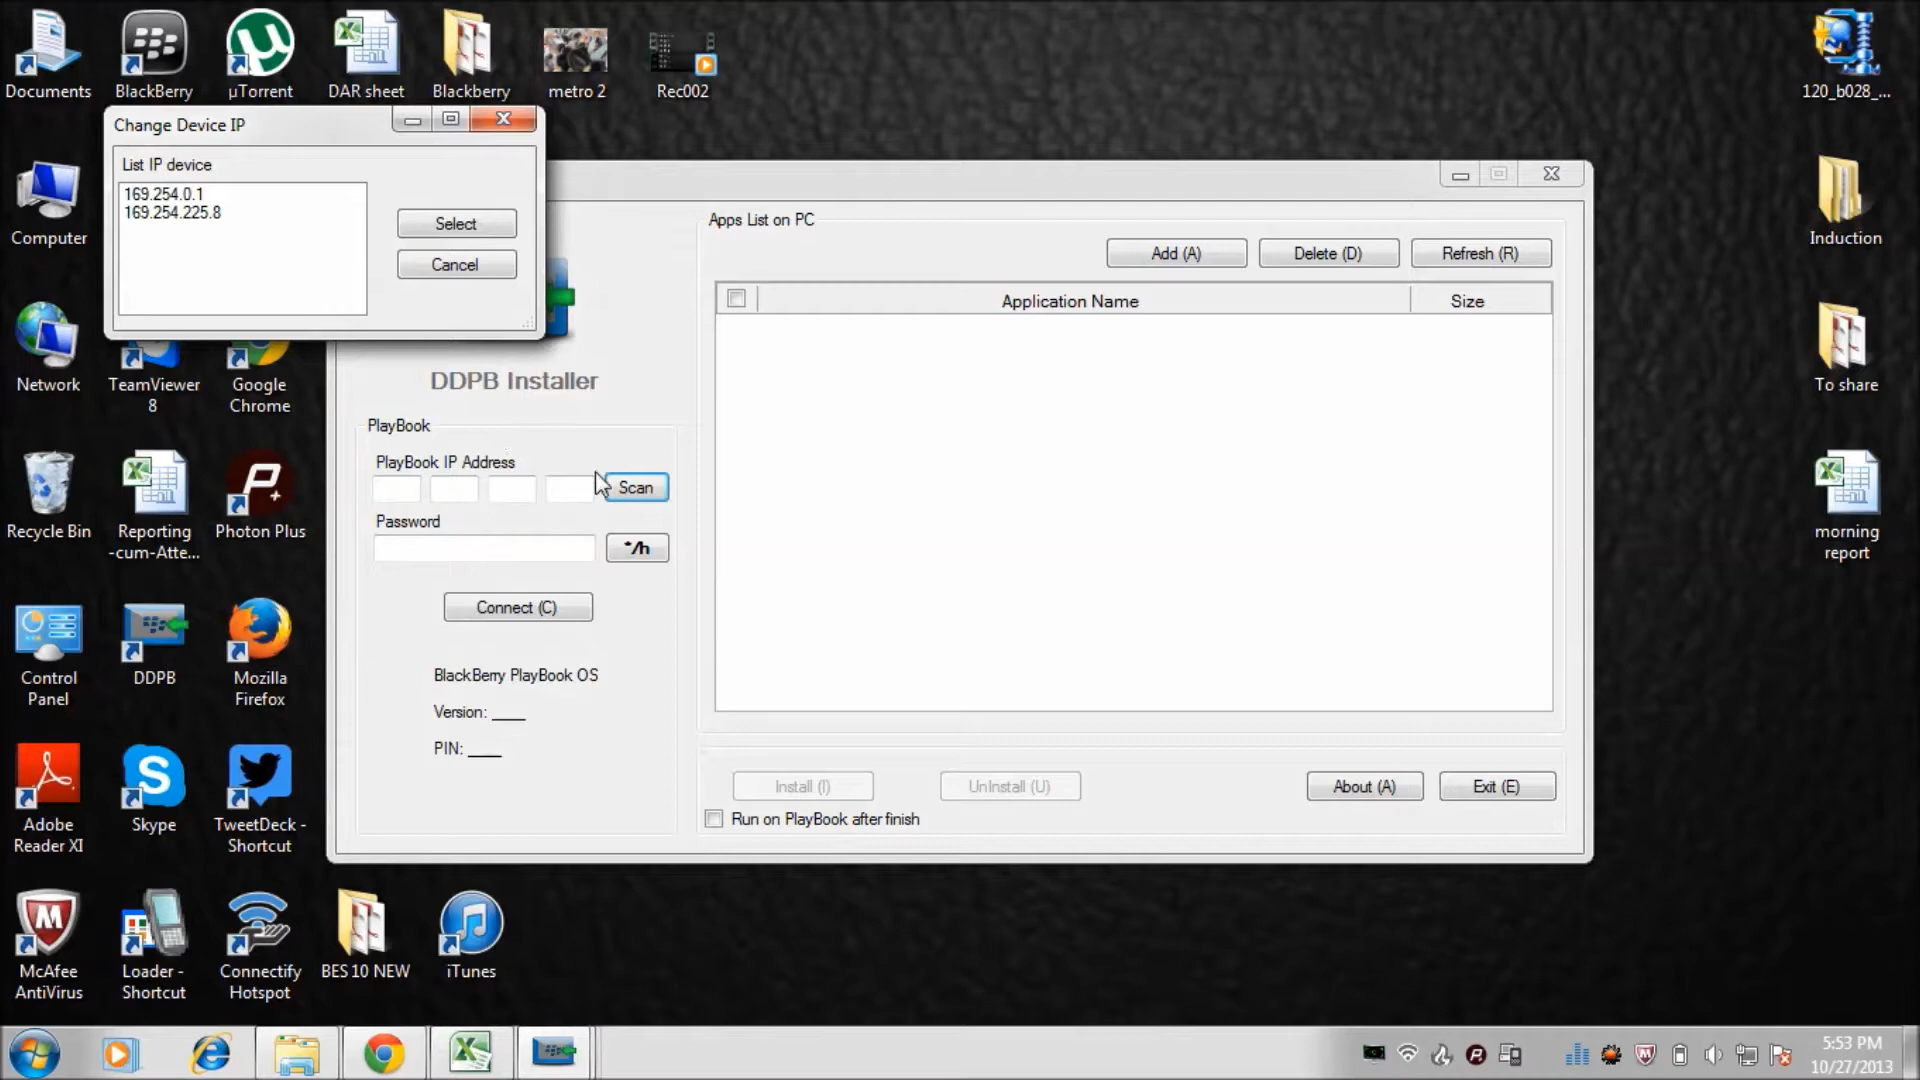 Documents
BlackBerry
µTorrent
DAR sheet
Blackberry
metro 2
Rec002
120_b028_...
Change Device IP
List IP device
169.254.0.1
169.254.225.8
Select
Cancel
Computer
Network
TeamViewer
8
Google
Chrome
Recycle Bin
Reporting
-cum-Atte...
Photon Plus
Control
Panel
DDPB
Mozilla
Firefox
Adobe
Reader XI
Skype
TweetDeck -
Shortcut
McAfee
AntiVirus
Loader -
Shortcut
Connectify
Hotspot
BES 10 NEW
iTunes
DDPB Installer
PlayBook
PlayBook IP Address
Scan
Password
*/h
Connect (C)
BlackBerry PlayBook OS
Version: ____
PIN: ____
Apps List on PC
Add (A)
Delete (D)
Refresh (R)
Application Name
Size
Install (I)
UnInstall (U)
About (A)
Exit (E)
Run on PlayBook after finish
Induction
To share
morning
report
5:53 PM
10/27/2013